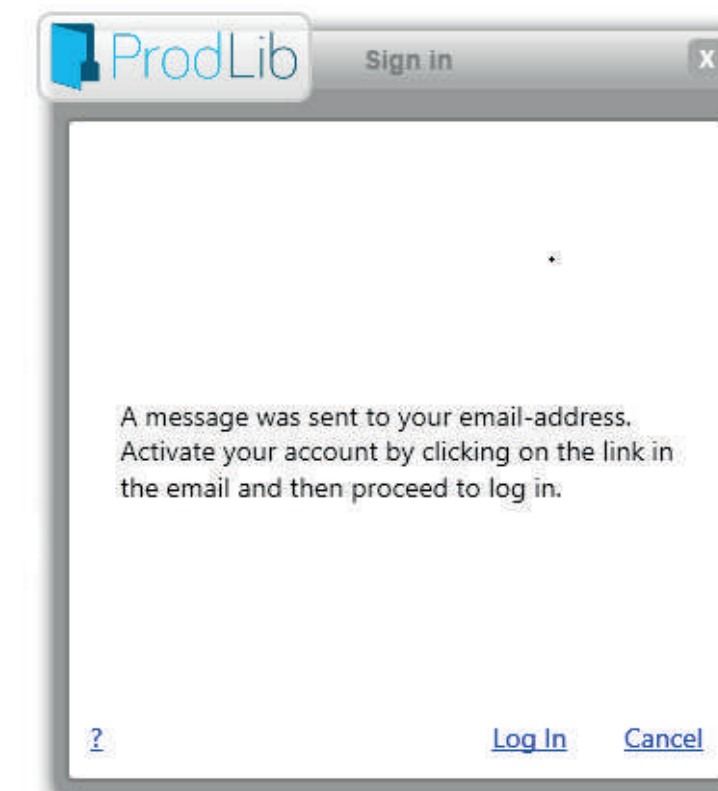 ProdLib
Sign in
X
A message was sent to your email-address.
Activate your account by clicking on the link in
the email and then proceed to log in.
?
Log In
Cancel